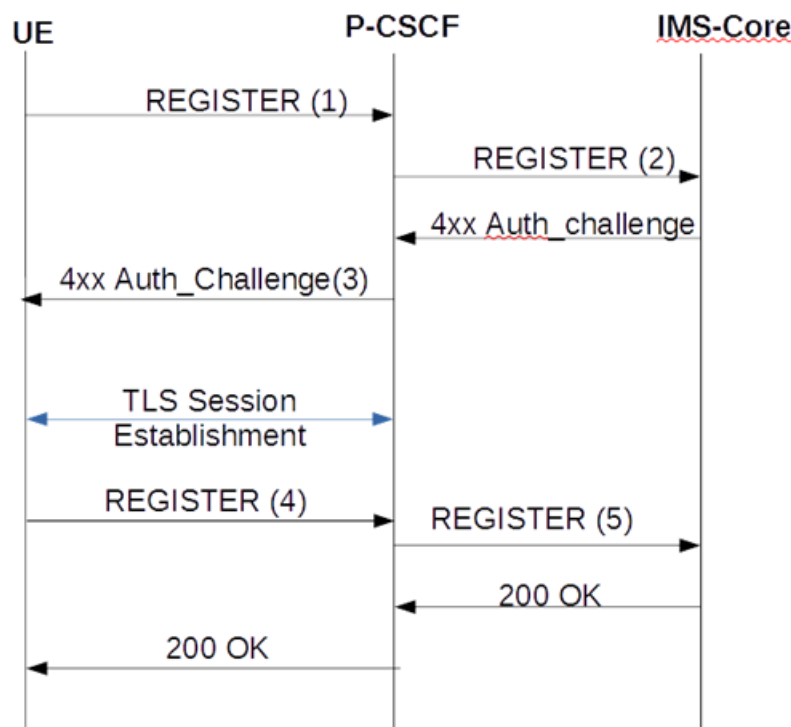 UE
P-CSCF
IMS-Core
REGISTER (1)
REGISTER (2)
4xx Auth_challenge
4xx Auth_Challenge(3)
TLS Session
Establishment
REGISTER (4)
REGISTER (5)
200 OK
200 OK